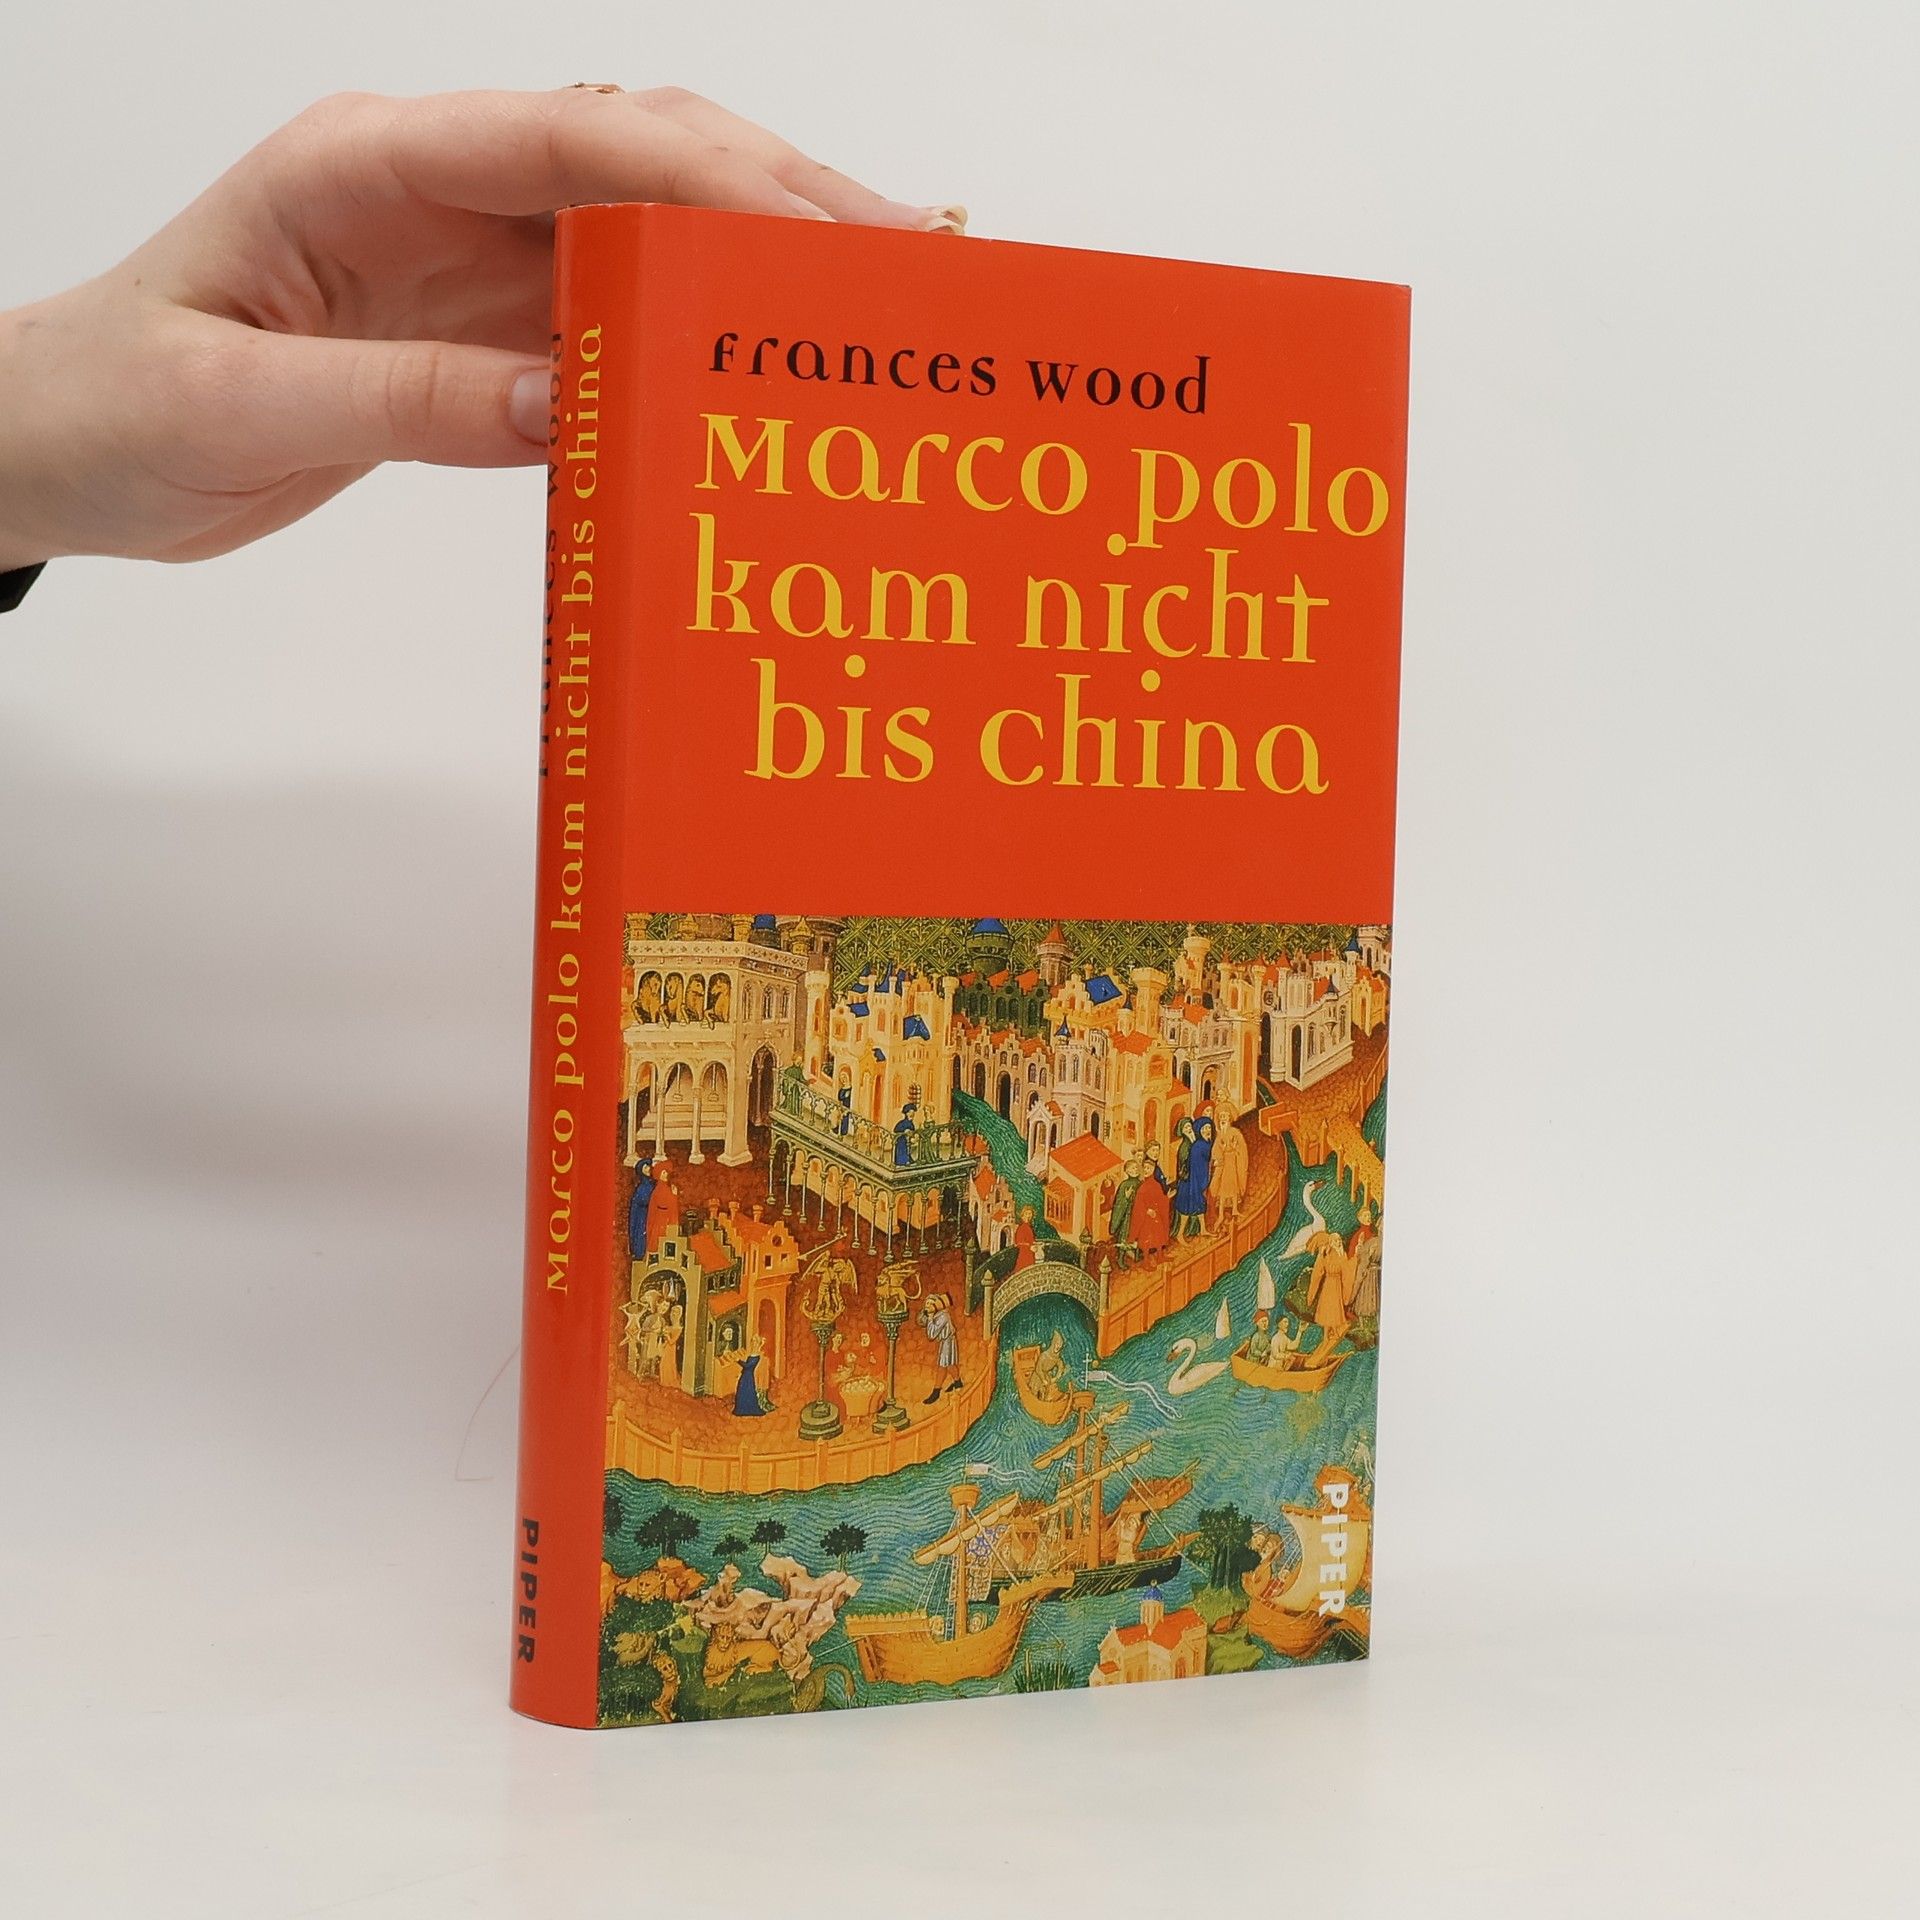 Frances Wood
Marco Polo
kam nicht
bis China
PIPER
Frances Wood
Marco Polo kam nicht bis China
PIPER